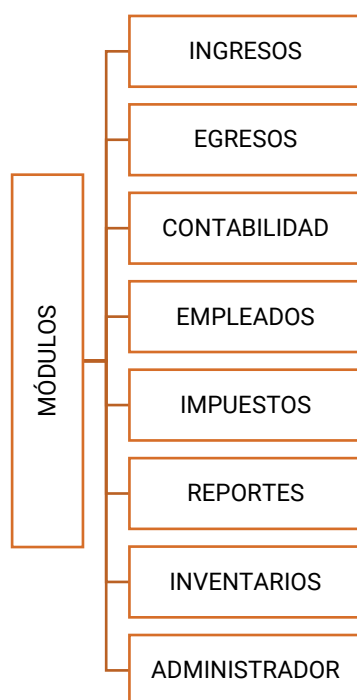 MÓDULOS
INGRESOS
EGRESOS
CONTABILIDAD
EMPLEADOS
IMPUESTOS
REPORTES
INVENTARIOS
ADMINISTRADOR